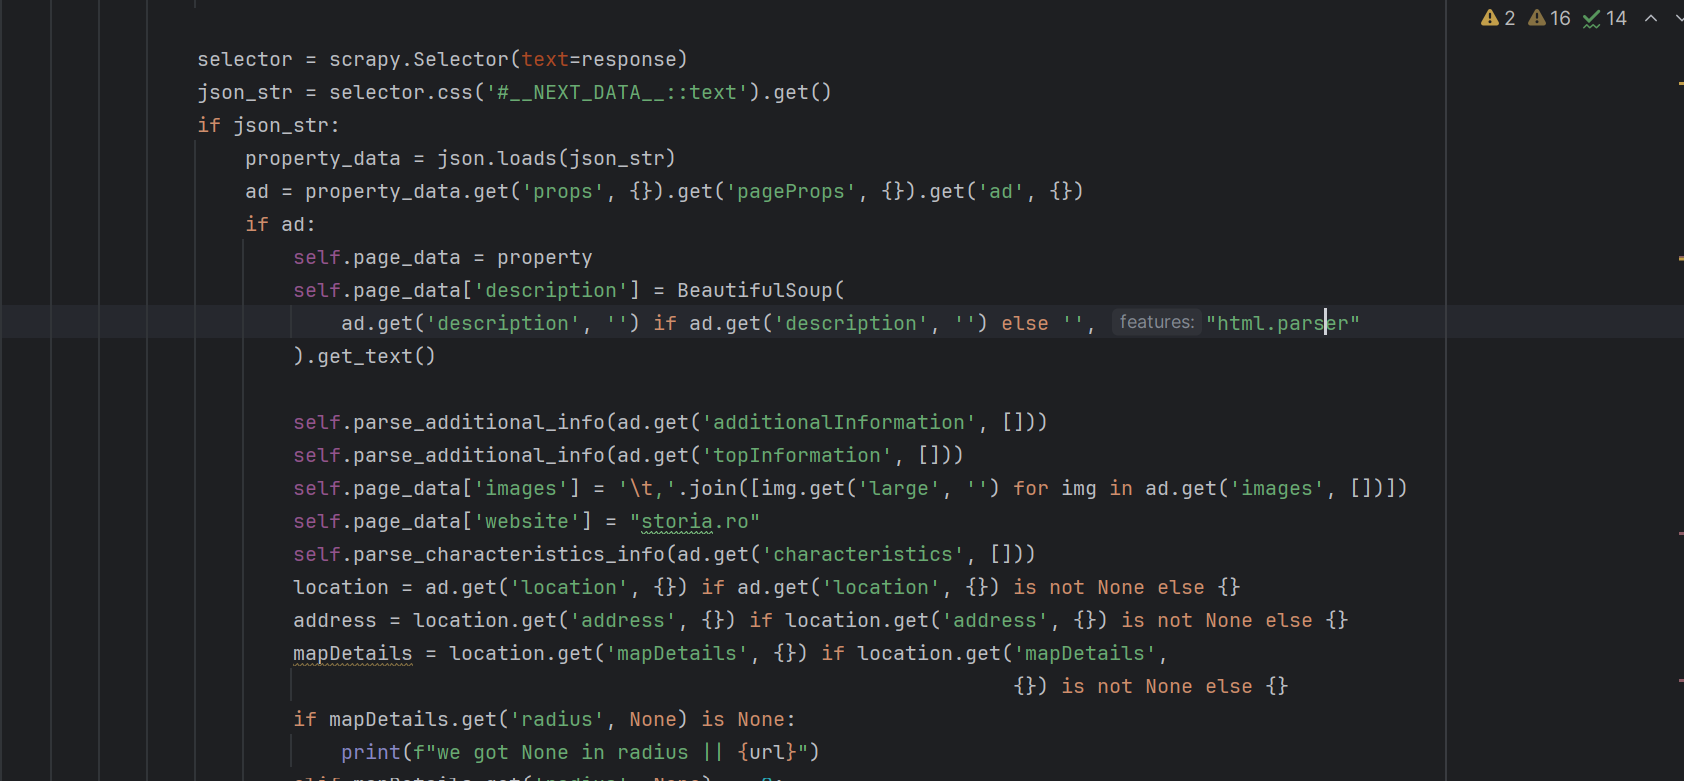 2 16 14
selector = scrapy.Selector(text=response)
json_str = selector.css('#__NEXT_DATA__::text').get()
if json_str:
property_data = json.loads(json_str)
ad = property_data.get('props', {}).get('pageProps', {}).get('ad', {})
if ad:
self.page_data = property
self.page_data['description'] = BeautifulSoup(
ad.get('description', '') if ad.get('description', '') else '', features: "html.parser"
).get_text()
self.parse_additional_info(ad.get('additionalInformation', []))
self.parse_additional_info(ad.get('topInformation', []))
self.page_data['images'] = '\t,'.join([img.get('large', '') for img in ad.get('images', [])])
self.page_data['website'] = "storia.ro"
self.parse_characteristics_info(ad.get('characteristics', []))
location = ad.get('location', {}) if ad.get('location', {}) is not None else {}
address = location.get('address', {}) if location.get('address', {}) is not None else {}
mapDetails = location.get('mapDetails', {}) if location.get('mapDetails',
{}) is not None else {}
if mapDetails.get('radius', None) is None:
print(f"we got None in radius || {url}")